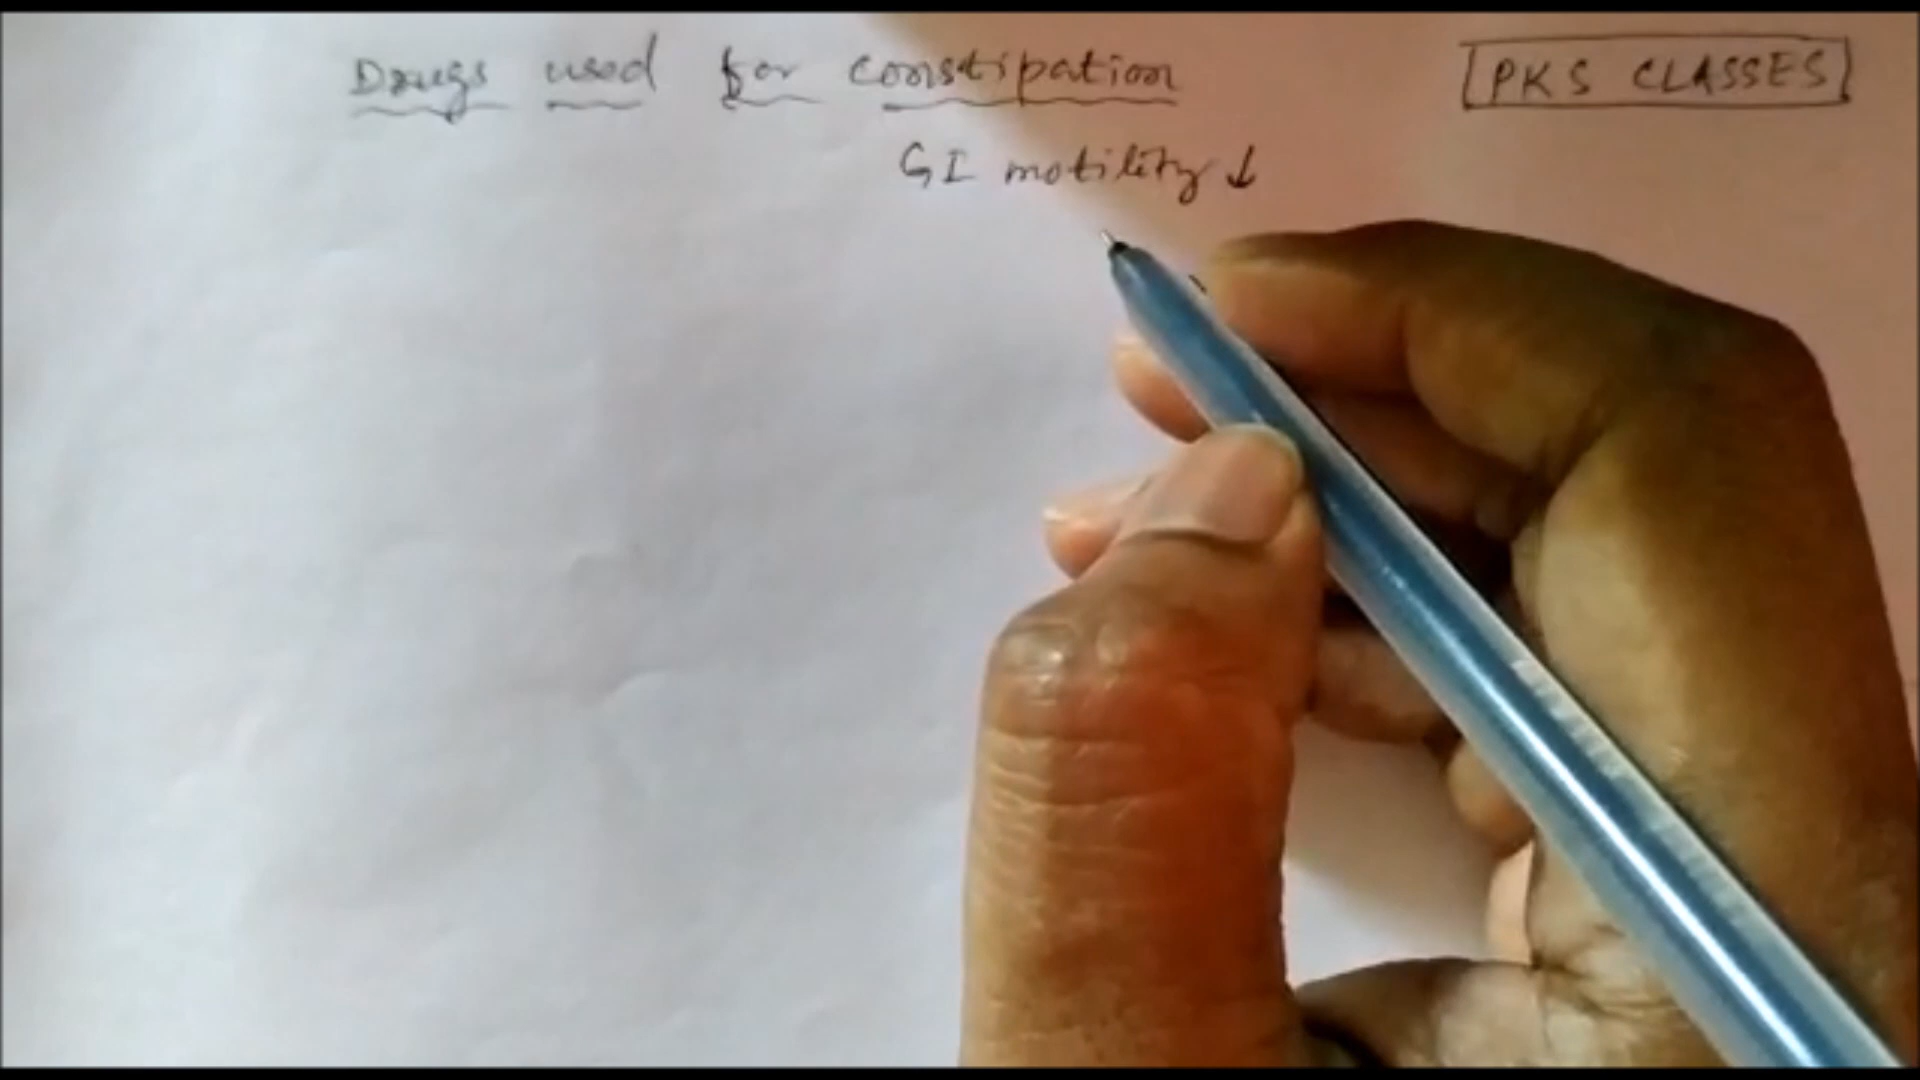 Drugs used for constipation
PKS CLASSES
GI motility ↓